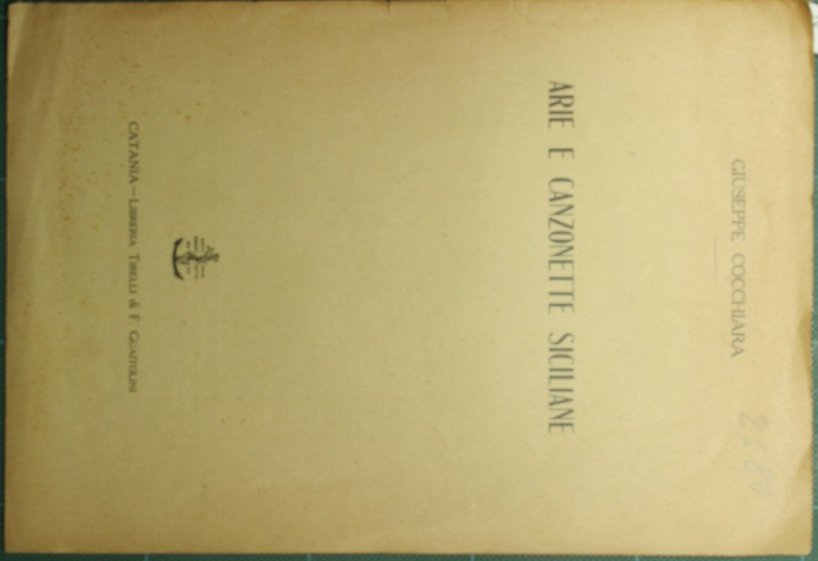 GIUSEPPE COCCHIARA
ARIE E CANZONETTE SICILIANE
CATANIA – LIBRERIA TIRELLI di F. GUAITOLINI